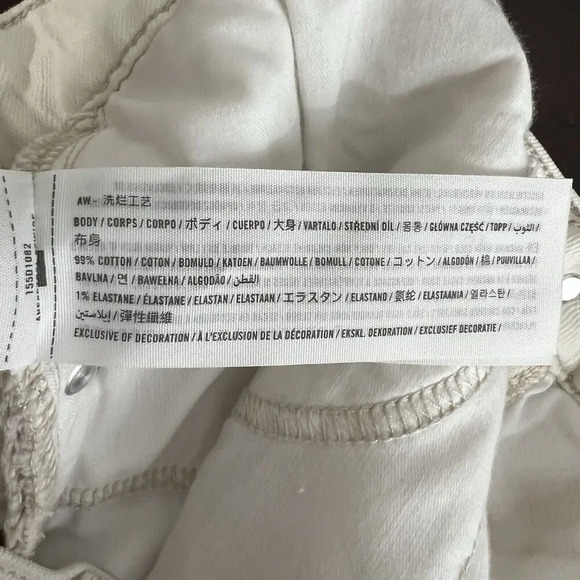 AW - 洗烂工艺
BODY / CORPS / CORPO / ボディ / CUERPO / 大身 / VARTALO / STŘEDNÍ DÍL / 몸통 / GŁÓWNA CZĘŚĆ / TOPP / الثوب /
布身
99% COTTON / COTON / BOMULD / KATOEN / BAUMWOLLE / BOMULL / COTONE / コットン / ALGODÓN / 棉 / PUUVILLAA /
BAVLNA / 면 / BAWEŁNA / ALGODÃO / القطن
1% ELASTANE / ÉLASTANE / ELASTAN / ELASTAAN / エラスタン / ELASTANO / 氨纶 / ELASTAANIA / 엘라스탄 /
إيلاستين / 彈性纖維
EXCLUSIVE OF DECORATION / À L'EXCLUSION DE LA DÉCORATION / EKSKL. DEKORATION / EXCLUSIEF DECORATIE /
155D1082